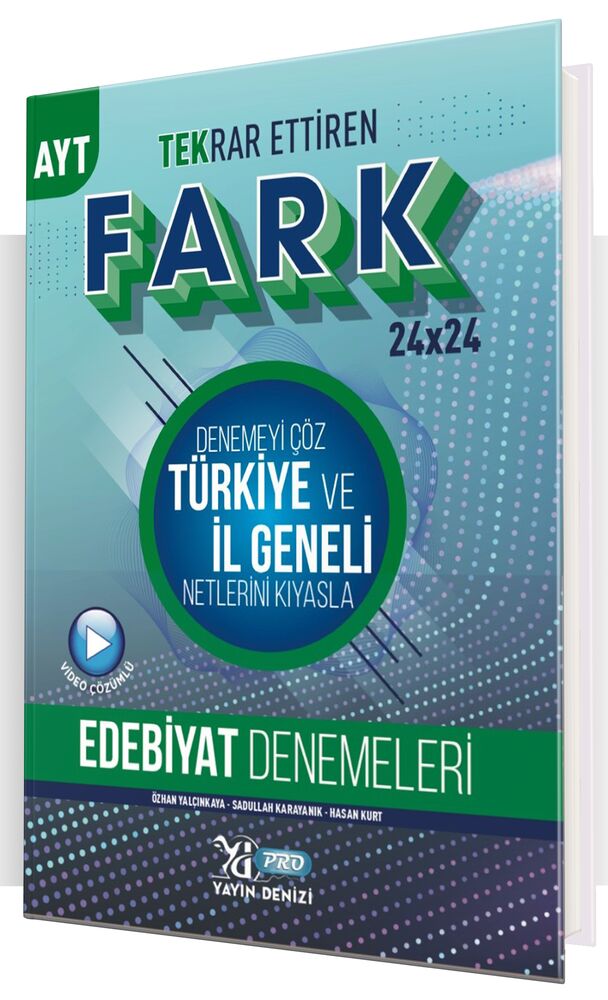 AYT
TEKRAR ETTİREN
FARK
24x24
DENEMEYİ ÇÖZ
TÜRKİYE VE
İL GENELİ
NETLERİNİ KIYASLA
VİDEO ÇÖZÜMLÜ
EDEBİYAT DENEMELERİ
ÖZHAN YALÇINKAYA - SADULLAH KARAYANIK - HASAN KURT
YD PRO
YAYIN DENİZİ